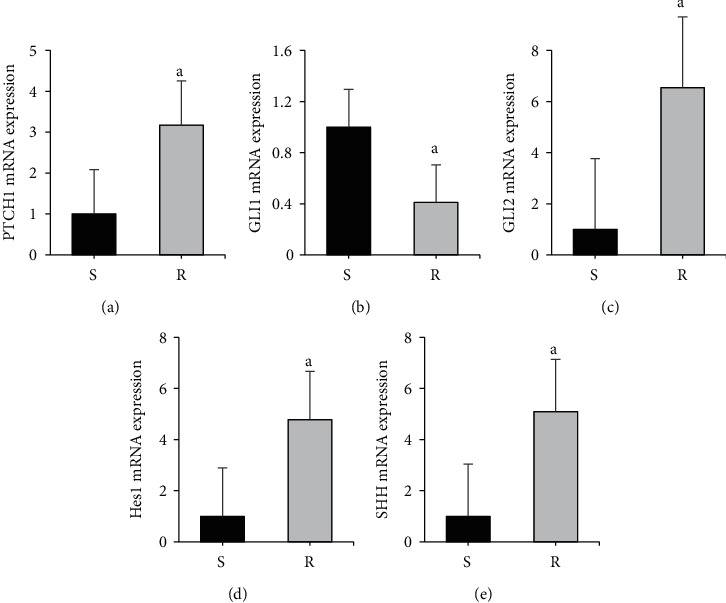 PTCH1 mRNA expression
5
4
3
2
1
0
a
S R
(a)
GLI1 mRNA expression
1.6
1.2
0.8
0.4
0
a
S R
(b)
GLI2 mRNA expression
8
6
4
2
0
a
S R
(c)
Hes1 mRNA expression
8
6
4
2
0
a
S R
(d)
SHH mRNA expression
8
6
4
2
0
a
S R
(e)